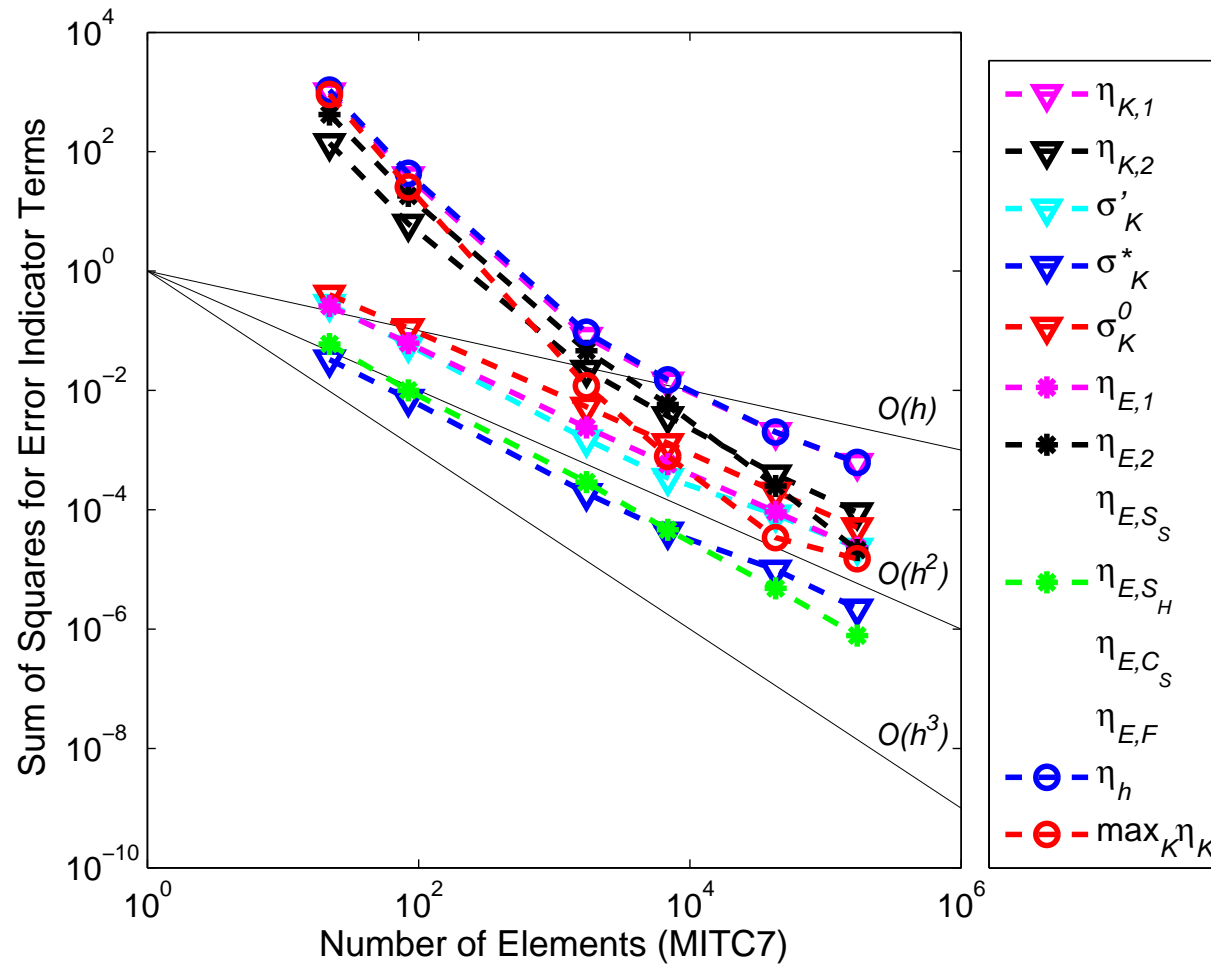 Sum of Squares for Error Indicator Terms
10^4
10^2
10^0
10^−2
10^−4
10^−6
10^−8
10^−10
10^0
10^2
10^4
10^6
Number of Elements (MITC7)
O(h)
O(h^2)
O(h^3)
η_{K,1}
η_{K,2}
σ'_K
σ^*_K
σ^0_K
η_{E,1}
η_{E,2}
η_{E,S_S}
η_{E,S_H}
η_{E,C_S}
η_{E,F}
η_h
max_K η_K